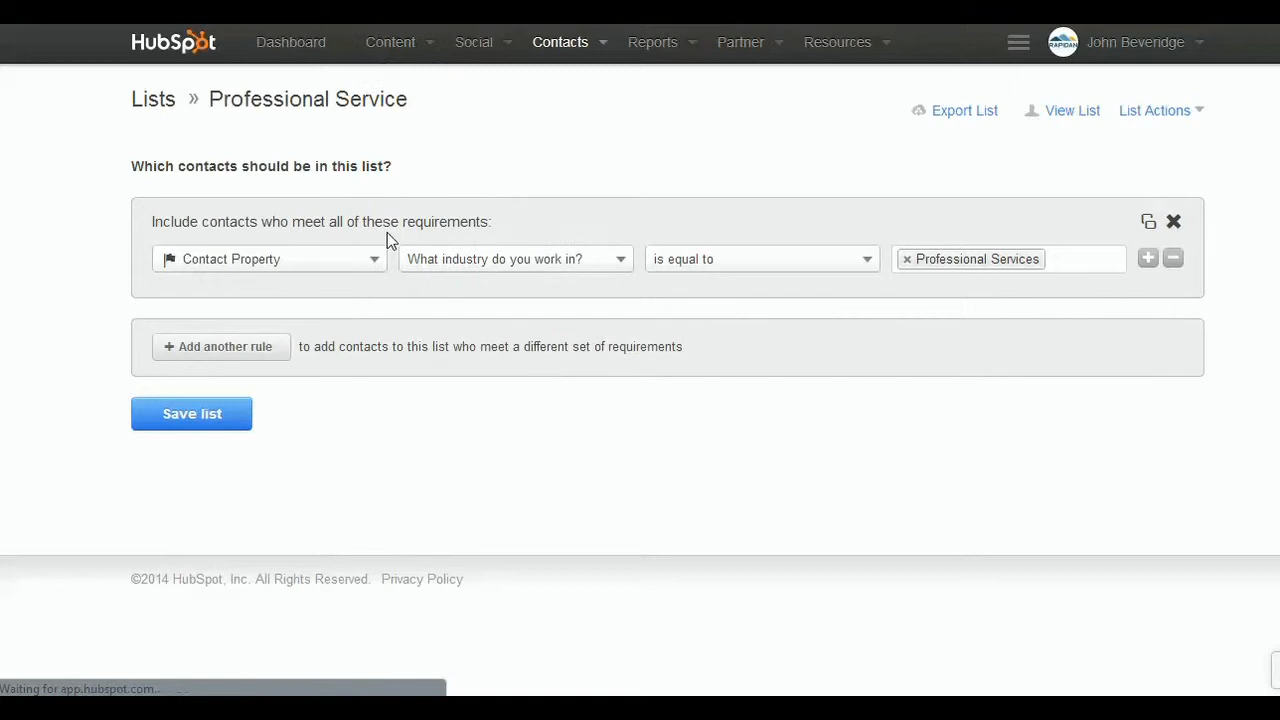 HubSpot Dashboard Content Social Contacts Reports Partner Resources RAPIDAN John Beveridge
Lists » Professional Service
Export List View List List Actions
Which contacts should be in this list?
Include contacts who meet all of these requirements:
Contact Property What industry do you work in? is equal to × Professional Services
+ Add another rule to add contacts to this list who meet a different set of requirements
Save list
©2014 HubSpot, Inc. All Rights Reserved. Privacy Policy
Waiting for app.hubspot.com...